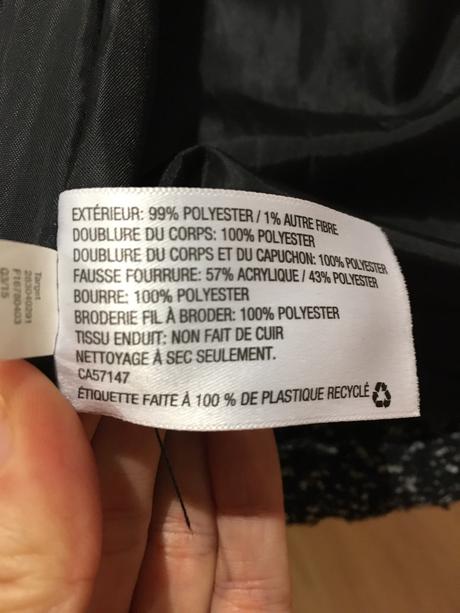 EXTÉRIEUR: 99% POLYESTER / 1% AUTRE FIBRE
DOUBLURE DU CORPS: 100% POLYESTER
DOUBLURE DU CORPS ET DU CAPUCHON: 100% POLYESTER
FAUSSE FOURRURE: 57% ACRYLIQUE / 43% POLYESTER
BOURRE: 100% POLYESTER
BRODERIE FIL À BRODER: 100% POLYESTER
TISSU ENDUIT: NON FAIT DE CUIR
NETTOYAGE À SEC SEULEMENT.
CA57147
ÉTIQUETTE FAITE À 100 % DE PLASTIQUE RECYCLÉ
Target
Q3/15